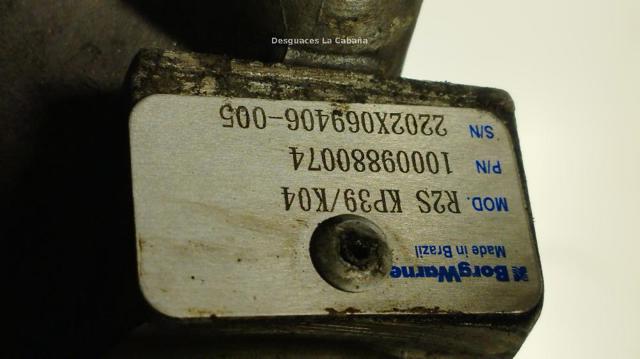 Desguaces La Cabaña
BorgWarner
Made in Brazil
MOD. R2S KP39/K04
P/N 10009880074
S/N 2202X069406-005